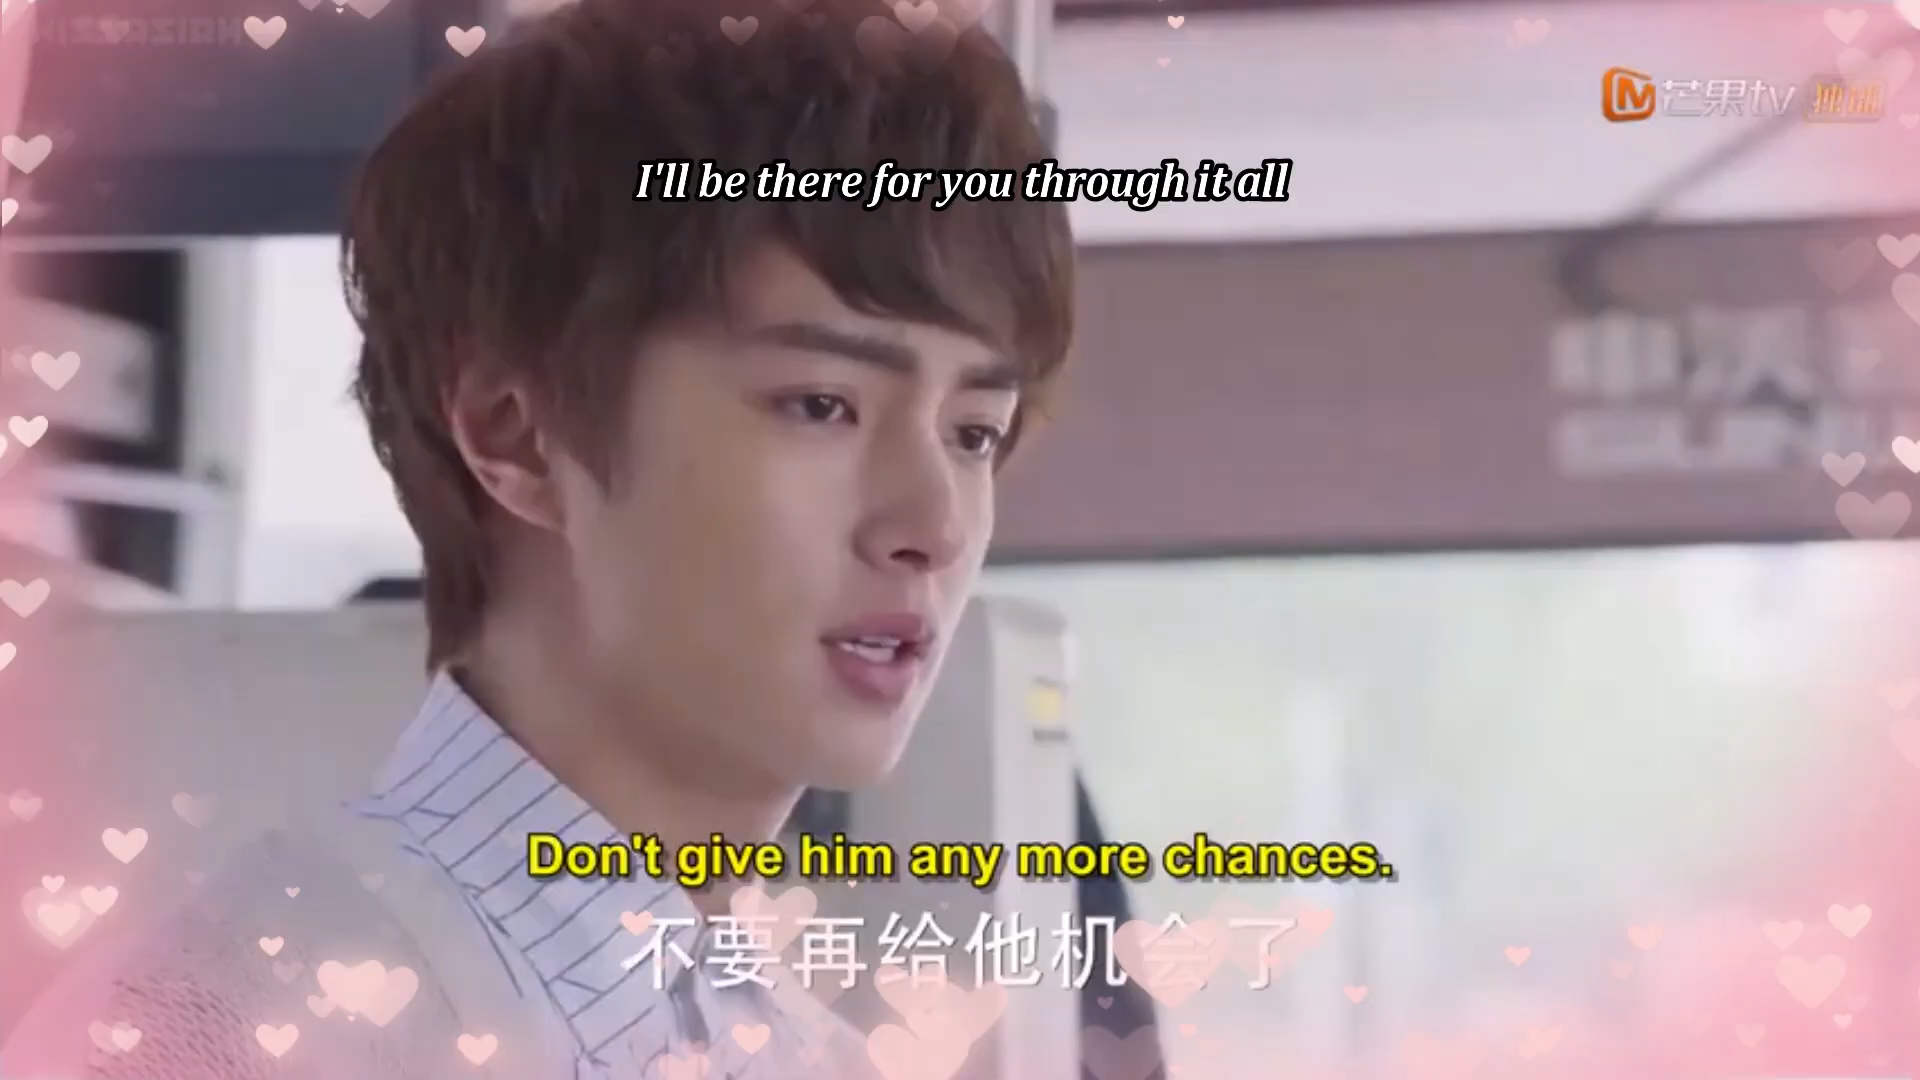 芒果tv
I'll be there for you through it all
Don't give him any more chances.
不要再给他机会了